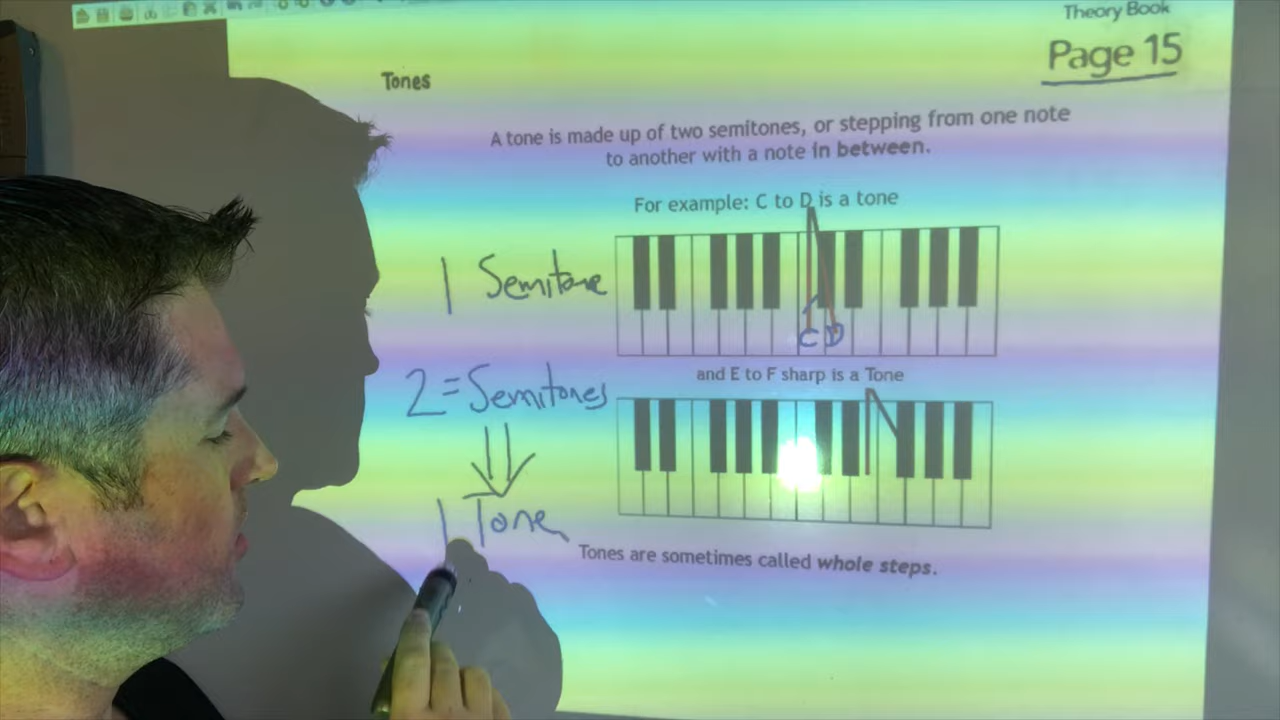 Theory Book
Page 15
Tones
A tone is made up of two semitones, or stepping from one note
to another with a note in between.
For example: C to D is a tone
1 Semitone
C D
2 = Semitones
and E to F sharp is a Tone
1 Tone
Tones are sometimes called whole steps.